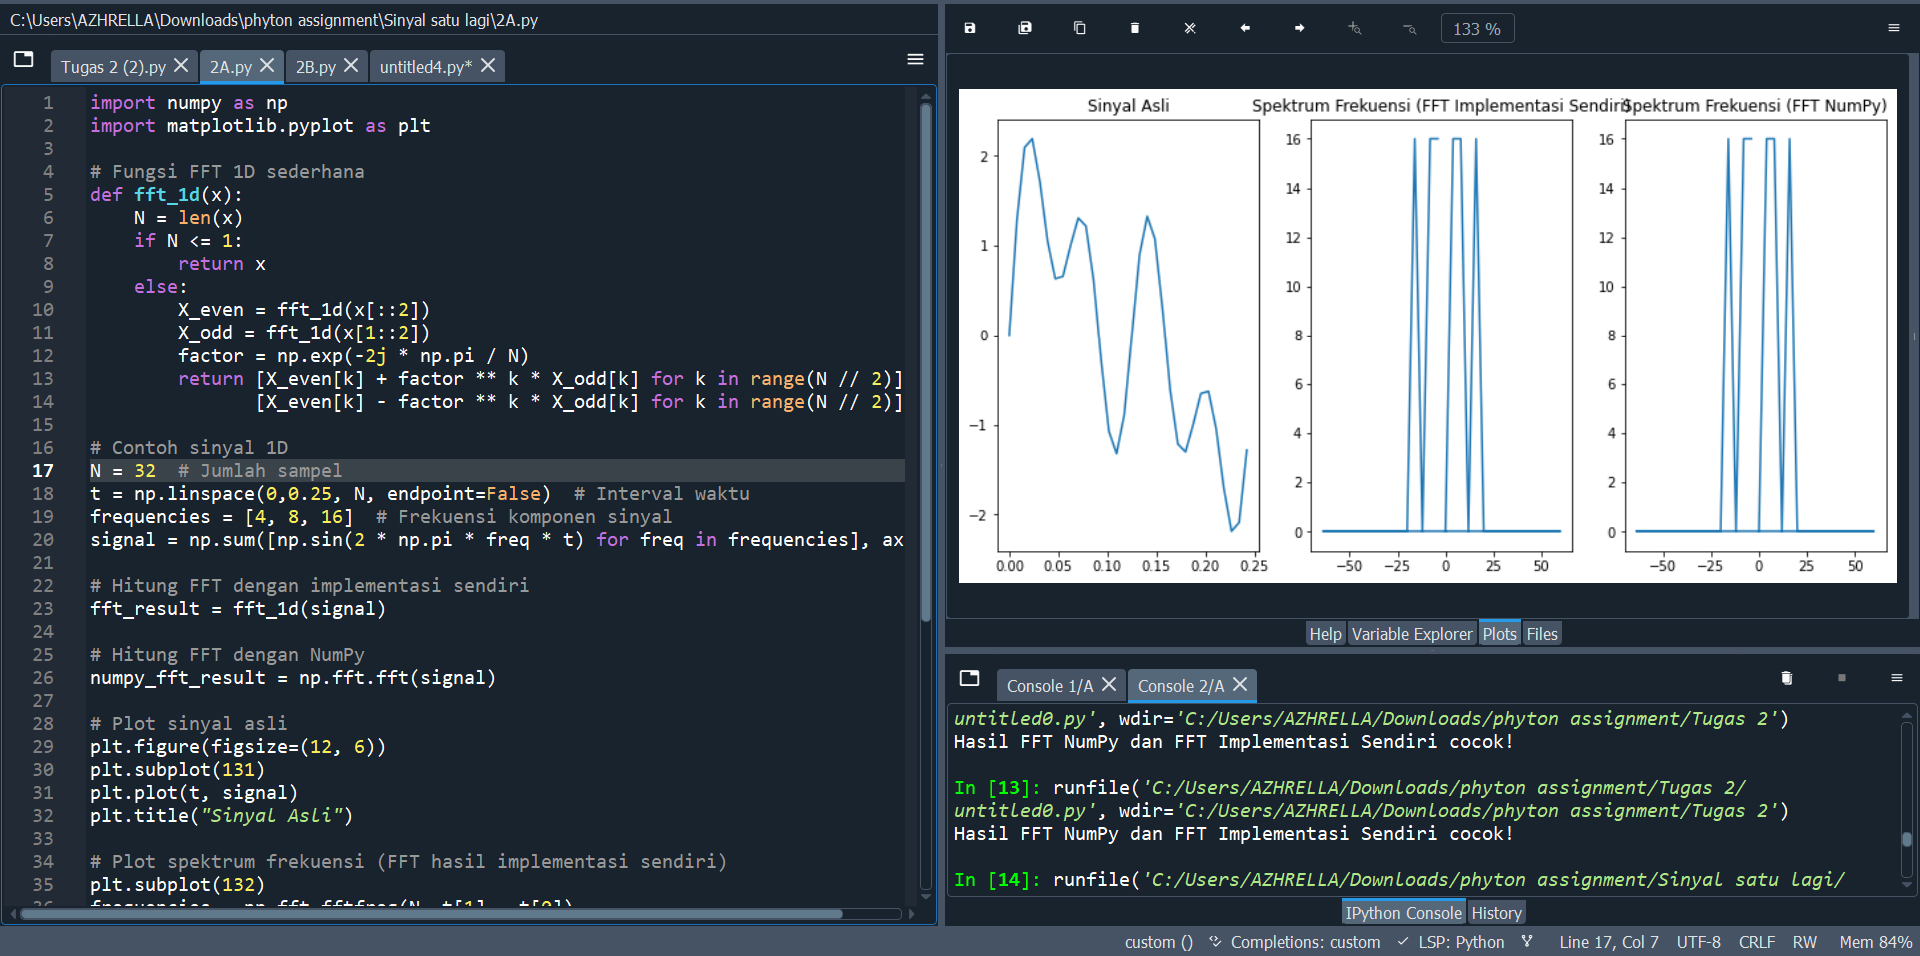 C:\Users\AZHRELLA\Downloads\phyton assignment\Sinyal satu lagi\2A.py
Tugas 2 (2).py
2A.py
2B.py
untitled4.py*
1 import numpy as np
2 import matplotlib.pyplot as plt
3
4 # Fungsi FFT 1D sederhana
5 def fft_1d(x):
6     N = len(x)
7     if N <= 1:
8         return x
9     else:
10         X_even = fft_1d(x[::2])
11         X_odd = fft_1d(x[1::2])
12         factor = np.exp(-2j * np.pi / N)
13         return [X_even[k] + factor ** k * X_odd[k] for k in range(N // 2)]
14                [X_even[k] - factor ** k * X_odd[k] for k in range(N // 2)]
15
16 # Contoh sinyal 1D
17 N = 32  # Jumlah sampel
18 t = np.linspace(0,0.25, N, endpoint=False)  # Interval waktu
19 frequencies = [4, 8, 16]  # Frekuensi komponen sinyal
20 signal = np.sum([np.sin(2 * np.pi * freq * t) for freq in frequencies], ax
21
22 # Hitung FFT dengan implementasi sendiri
23 fft_result = fft_1d(signal)
24
25 # Hitung FFT dengan NumPy
26 numpy_fft_result = np.fft.fft(signal)
27
28 # Plot sinyal asli
29 plt.figure(figsize=(12, 6))
30 plt.subplot(131)
31 plt.plot(t, signal)
32 plt.title("Sinyal Asli")
33
34 # Plot spektrum frekuensi (FFT hasil implementasi sendiri)
35 plt.subplot(132)
133 %
Sinyal Asli
2
1
0
−1
−2
0.00 0.05 0.10 0.15 0.20 0.25
Spektrum Frekuensi (FFT Implementasi Sendiri)
16
14
12
10
8
6
4
2
0
−50 −25 0 25 50
Spektrum Frekuensi (FFT NumPy)
16
14
12
10
8
6
4
2
0
−50 −25 0 25 50
Help Variable Explorer Plots Files
Console 1/A
Console 2/A
untitled0.py', wdir='C:/Users/AZHRELLA/Downloads/phyton assignment/Tugas 2')
Hasil FFT NumPy dan FFT Implementasi Sendiri cocok!
In [13]: runfile('C:/Users/AZHRELLA/Downloads/phyton assignment/Tugas 2/
untitled0.py', wdir='C:/Users/AZHRELLA/Downloads/phyton assignment/Tugas 2')
Hasil FFT NumPy dan FFT Implementasi Sendiri cocok!
In [14]: runfile('C:/Users/AZHRELLA/Downloads/phyton assignment/Sinyal satu lagi/
IPython Console History
custom () Completions: custom LSP: Python Line 17, Col 7 UTF-8 CRLF RW Mem 84%